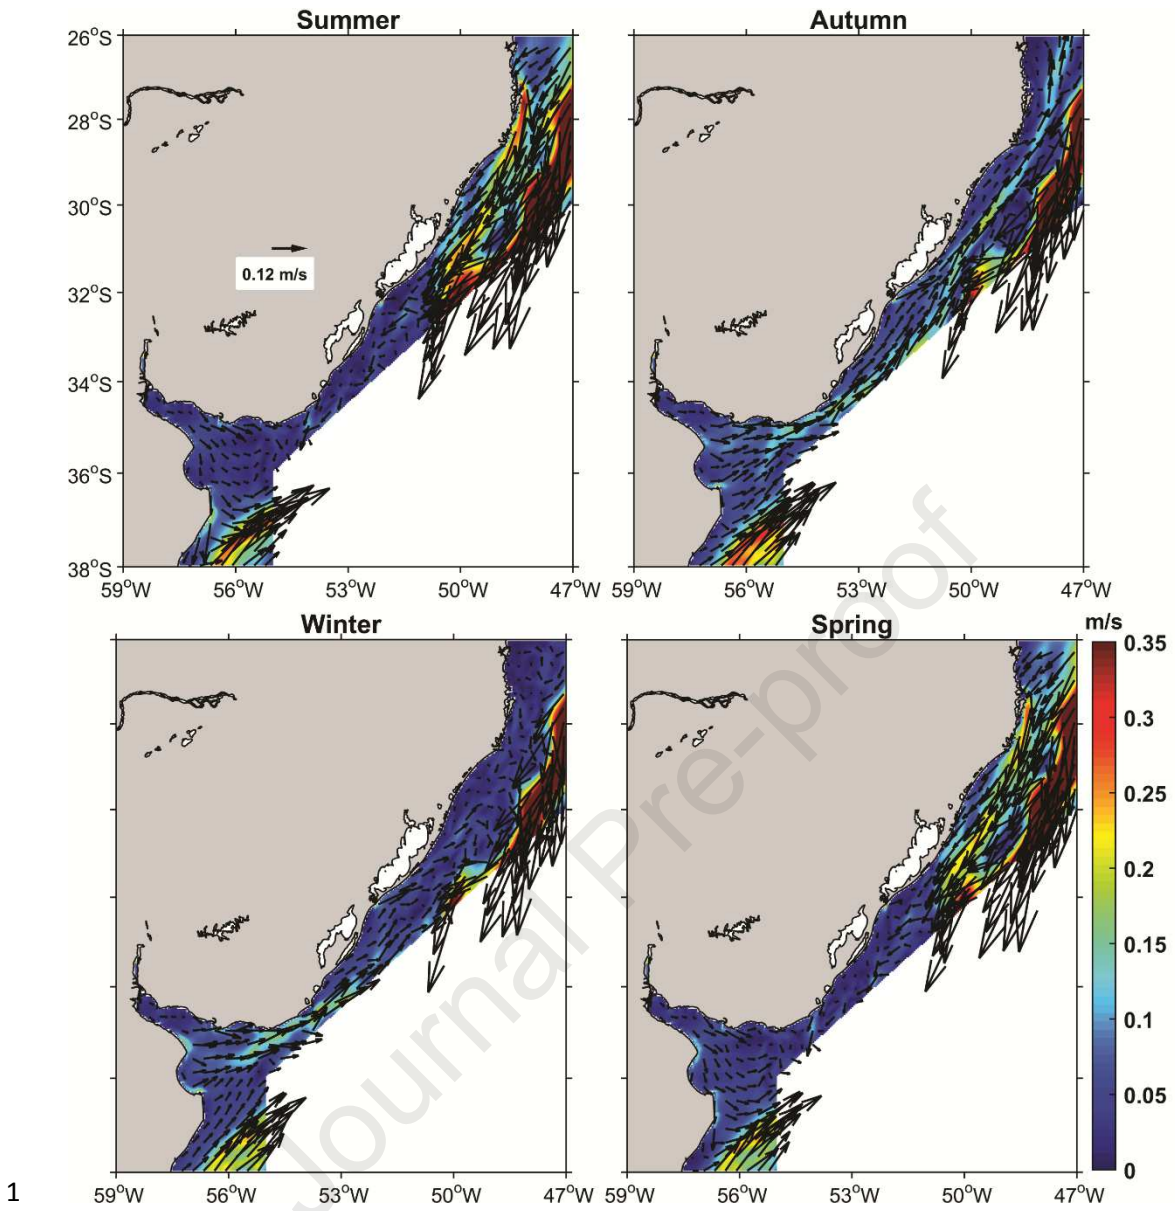 Summer Autumn
26°S
28°S
30°S
0.12 m/s
32°S
34°S
36°S
38°S
59°W 56°W 53°W 50°W 47°W 59°W 56°W 53°W 50°W 47°W
Winter Spring m/s
0.35
0.3
0.25
0.2
0.15
0.1
0.05
0
1
59°W 56°W 53°W 50°W 47°W 59°W 56°W 53°W 50°W 47°W
Journal Pre-proof